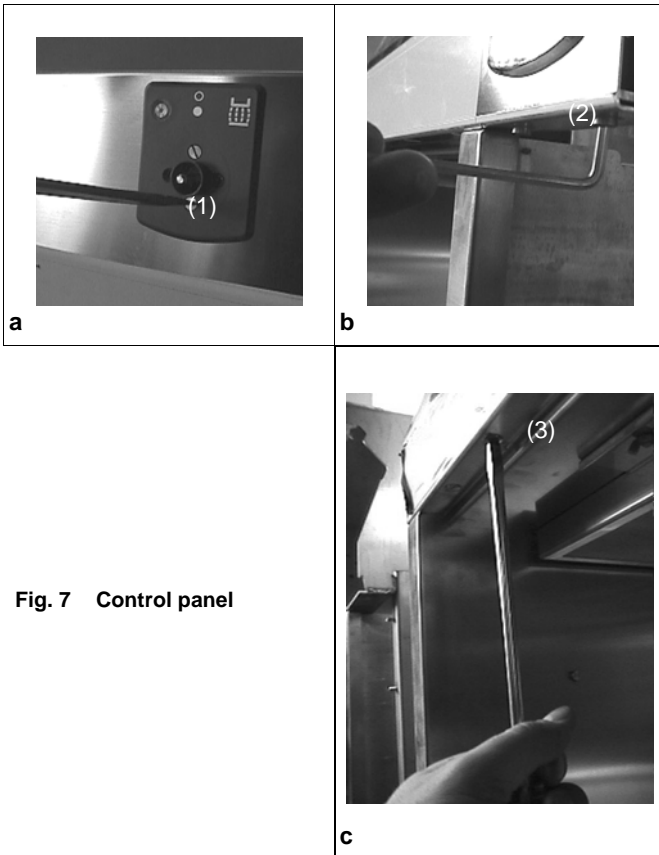 (1)
a
(2)
b
Fig. 7 Control panel
(3)
c